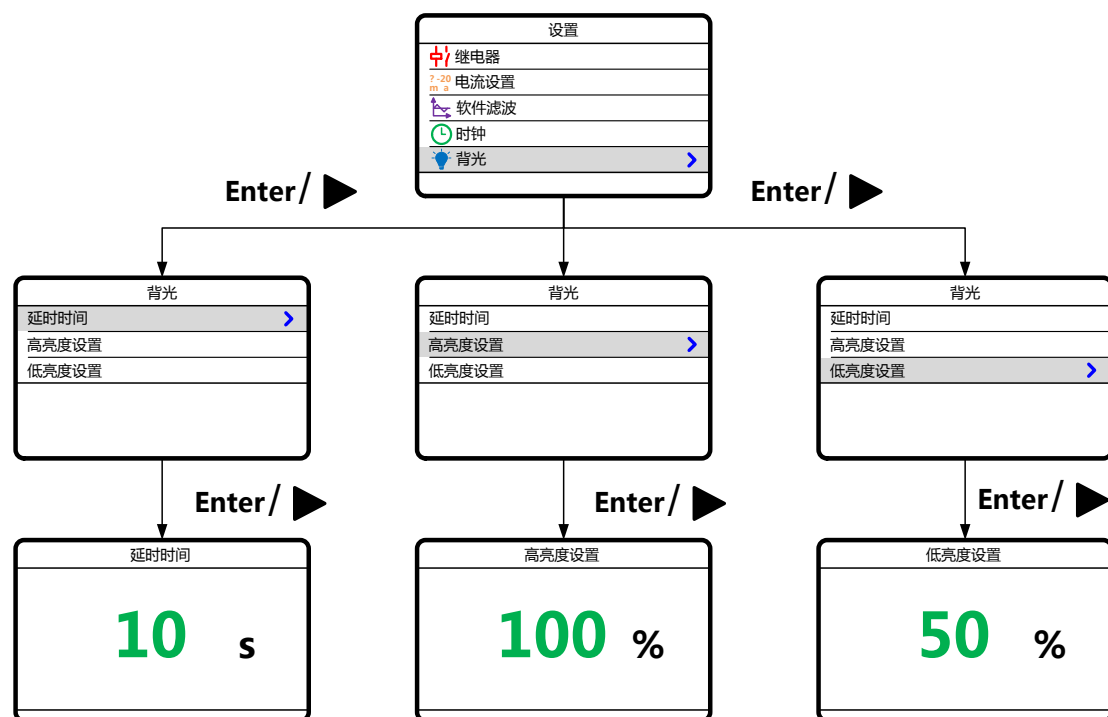 设置
继电器
? -20
m a
电流设置
软件滤波
时钟
背光
Enter/
Enter/
背光
延时时间
高亮度设置
低亮度设置
背光
延时时间
高亮度设置
低亮度设置
背光
延时时间
高亮度设置
低亮度设置
Enter/
Enter/
Enter/
延时时间
10 s
高亮度设置
100 %
低亮度设置
50 %